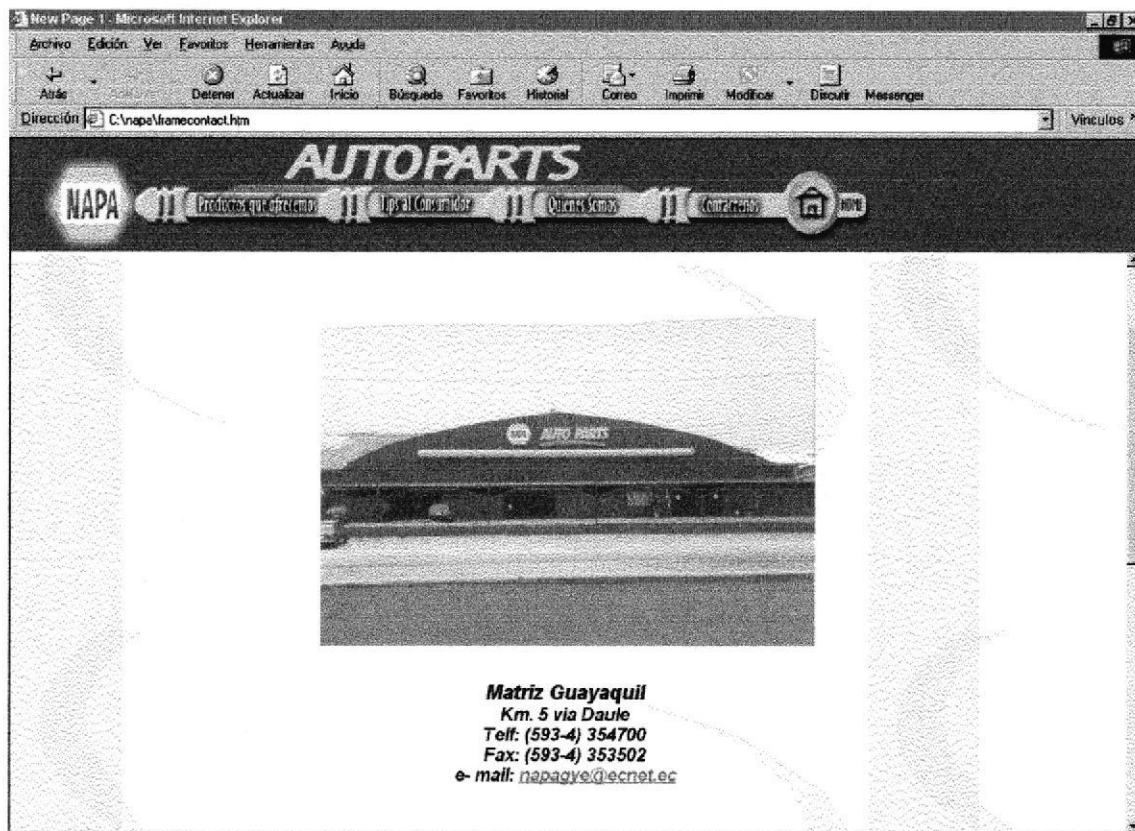 New Page 1 - Microsoft Internet Explorer
Archivo Edición Ver Favoritos Herramientas Ayuda
Atrás Detener Actualizar Inicio Búsqueda Favoritos Historial Correo Imprimir Modificar Discutir Messenger
Dirección C:\napa\framecontact.htm Vínculos
AUTOPARTS
NAPA Productos que ofrecemos Tips al Consumidor Quienes Somos Contáctenos HOME
NAPA AUTO PARTS
Matriz Guayaquil
Km. 5 via Daule
Telf: (593-4) 354700
Fax: (593-4) 353502
e- mail: napagye@ecnet.ec